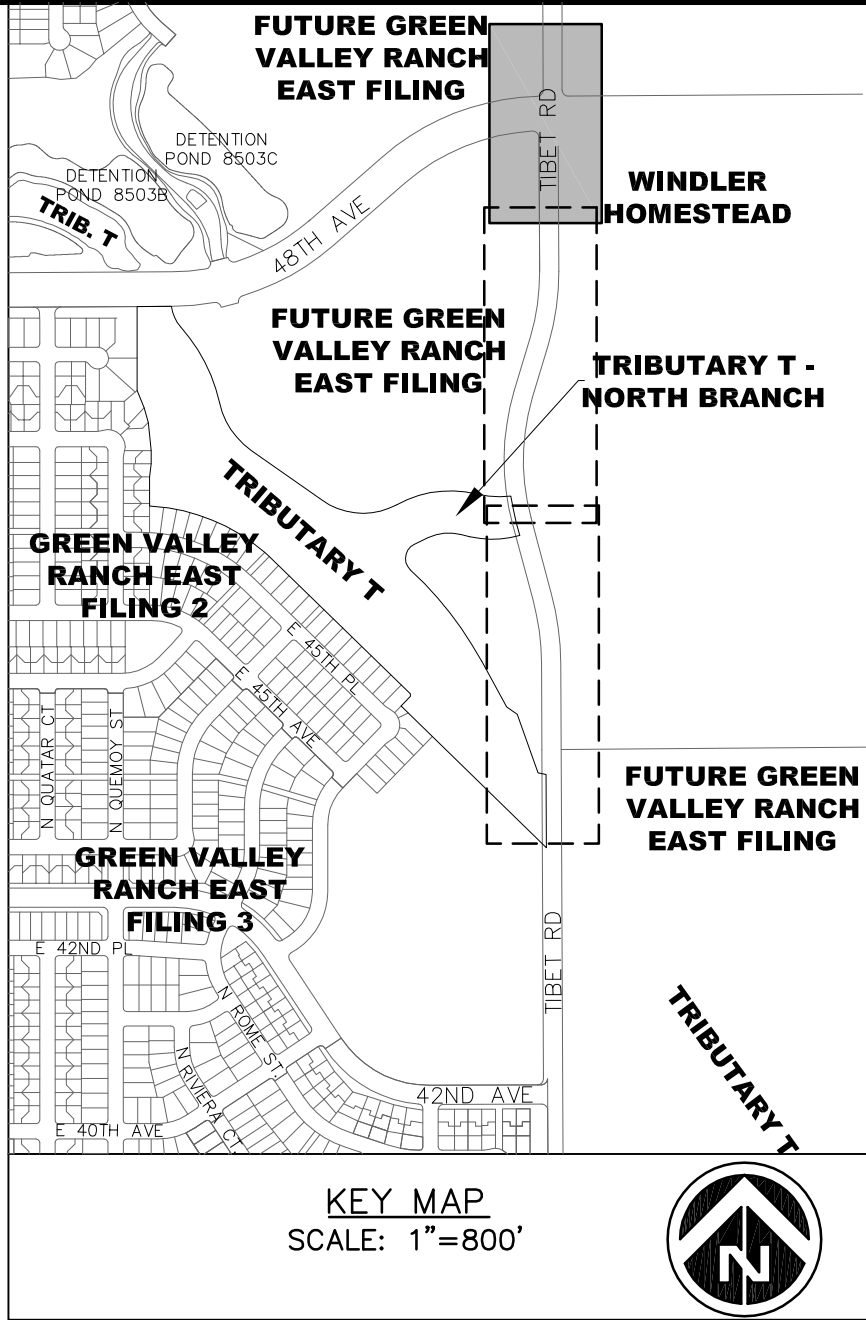 FUTURE GREEN
VALLEY RANCH
EAST FILING
TIBET RD
DETENTION
POND 8503C
DETENTION
POND 8503B
TRIB. T
WINDLER
HOMESTEAD
48TH AVE
FUTURE GREEN
VALLEY RANCH
EAST FILING
TRIBUTARY T -
NORTH BRANCH
TRIBUTARY T
GREEN VALLEY
RANCH EAST
FILING 2
E 45TH PL
E 45TH AVE
N QUATAR CT
N QUEMOY ST
FUTURE GREEN
VALLEY RANCH
EAST FILING
GREEN VALLEY
RANCH EAST
FILING 3
E 42ND PL
TIBET RD
N ROME ST.
N RIVIERA CT.
TRIBUTARY T
42ND AVE
E 40TH AVE
KEY MAP
SCALE: 1"=800'
N